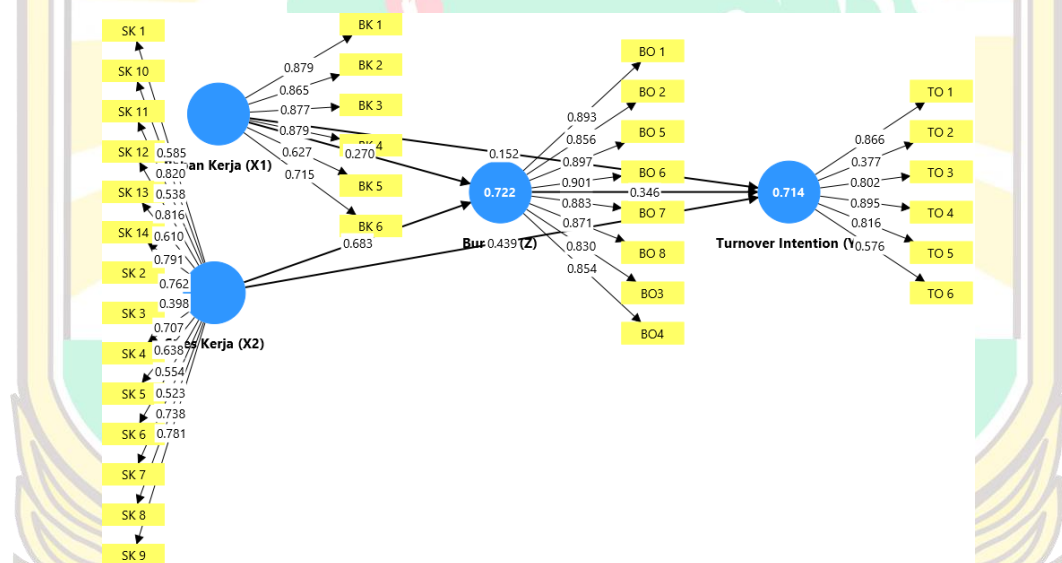 SK 1
SK 10
SK 11
SK 12
SK 13
SK 14
SK 2
SK 3
SK 4
SK 5
SK 6
SK 7
SK 8
SK 9
0.585
0.820
0.538
0.816
0.610
0.791
0.762
0.398
0.707
0.638
0.554
0.523
0.738
0.781
Kerja (X1)
Kerja (X2)
0.879
0.865
0.877
0.879
0.627
0.715
BK 1
BK 2
BK 3
BK 4
BK 5
BK 6
0.270
0.152
0.683
0.346
0.439
0.722
(Z)
0.893
0.856
0.897
0.901
0.883
0.871
0.830
0.854
BO 1
BO 2
BO 5
BO 6
BO 7
BO 8
BO3
BO4
0.714
Turnover Intention
0.866
0.377
0.802
0.895
0.816
0.576
TO 1
TO 2
TO 3
TO 4
TO 5
TO 6